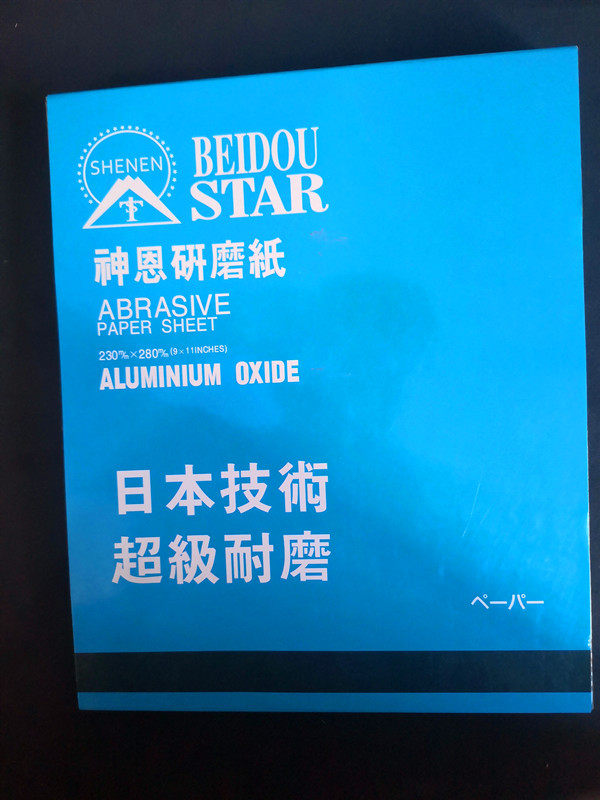 SHENEN
BEIDOU
STAR
神恩研磨紙
ABRASIVE
PAPER SHEET
230㎜×280㎜(9×11INCHES)
ALUMINIUM OXIDE
日本技術
超級耐磨
ペーパー